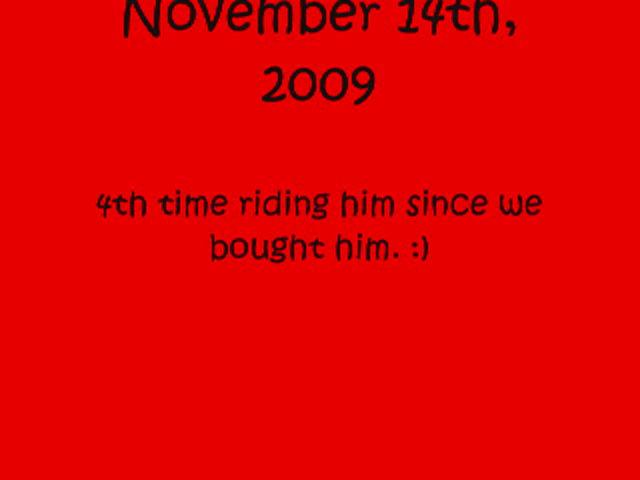 November 14th,
2009
4th time riding him since we
bought him. :)